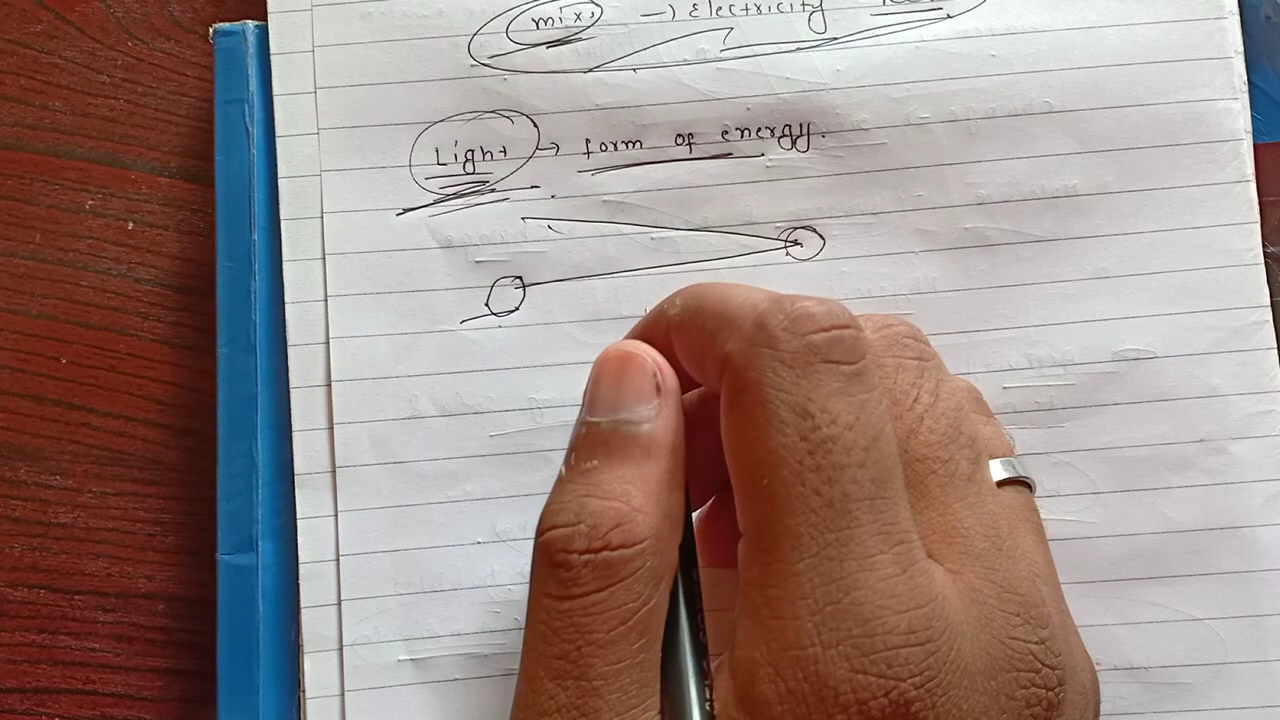 mix, → Electricity
Light → form of energy.